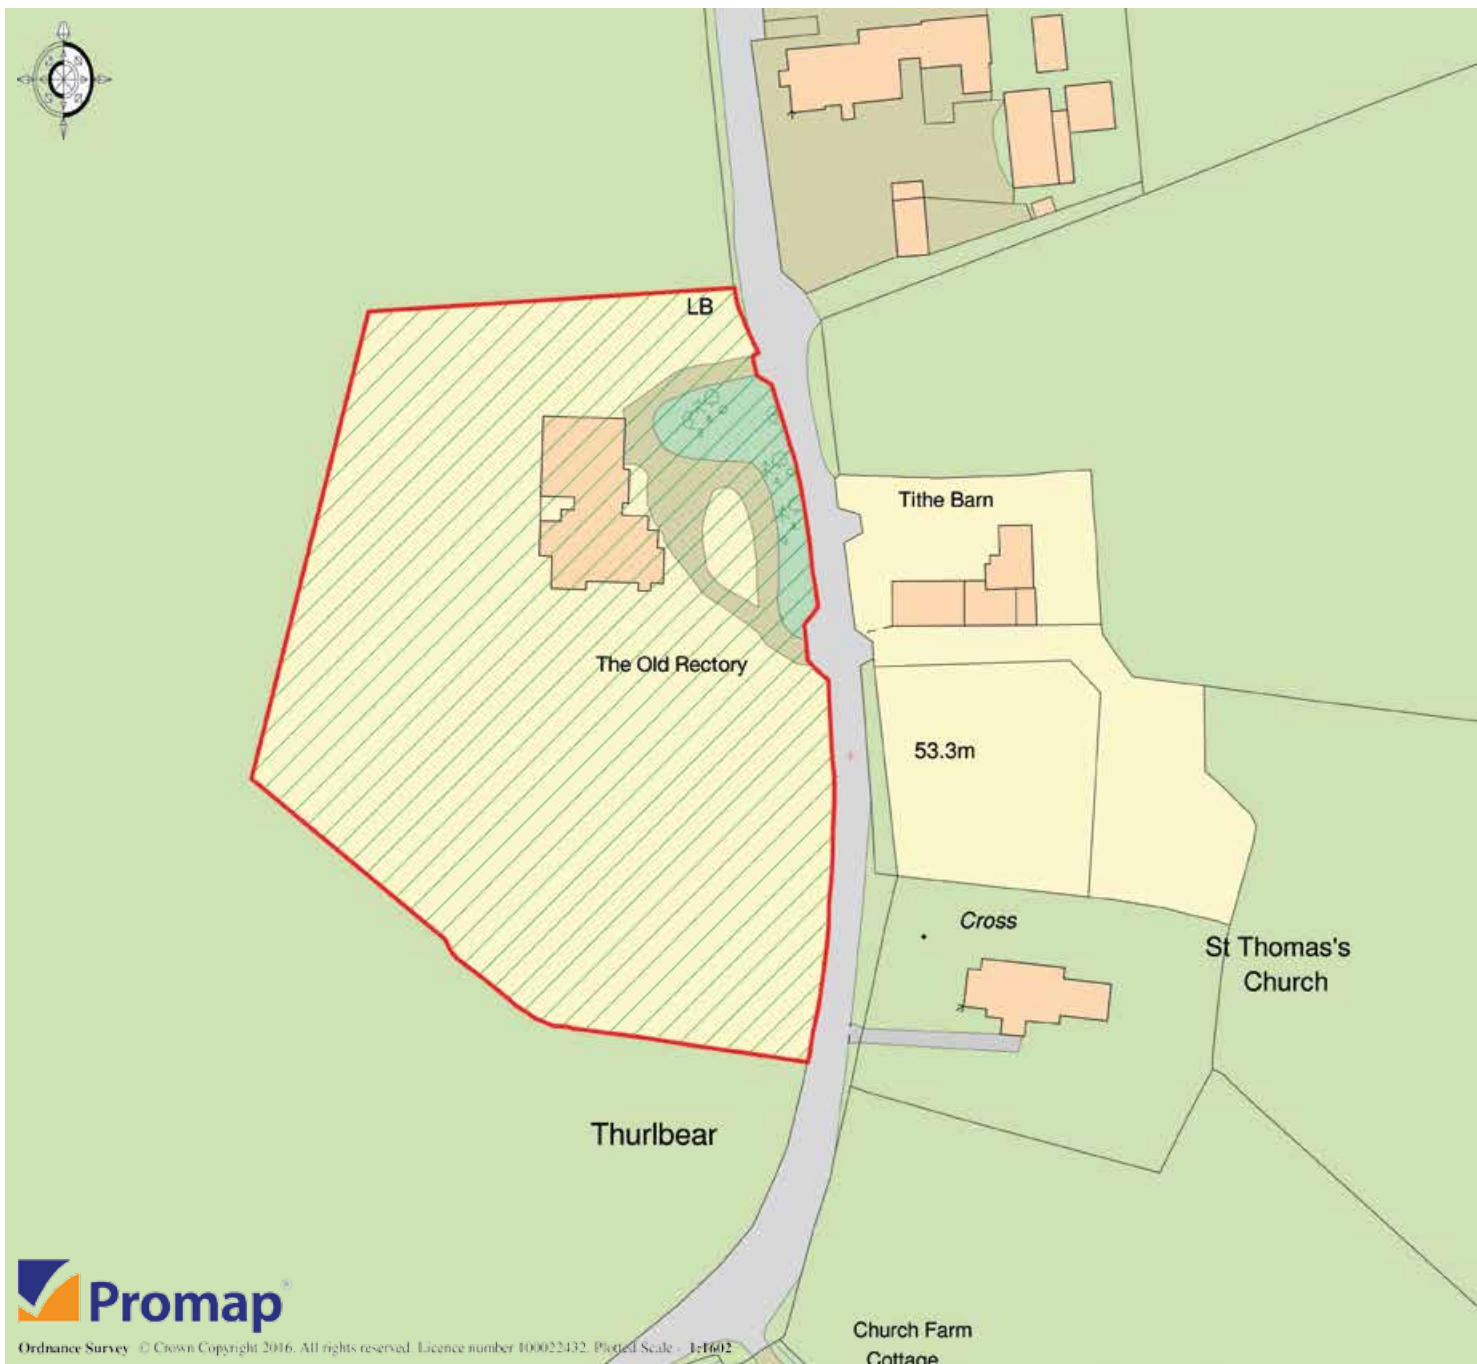 LB
Tithe Barn
The Old Rectory
53.3m
Cross
St Thomas's
Church
Thurlbear
Promap®
Ordnance Survey © Crown Copyright 2016. All rights reserved. Licence number 100022432. Plotted Scale - 1:1602
Church Farm
Cottage